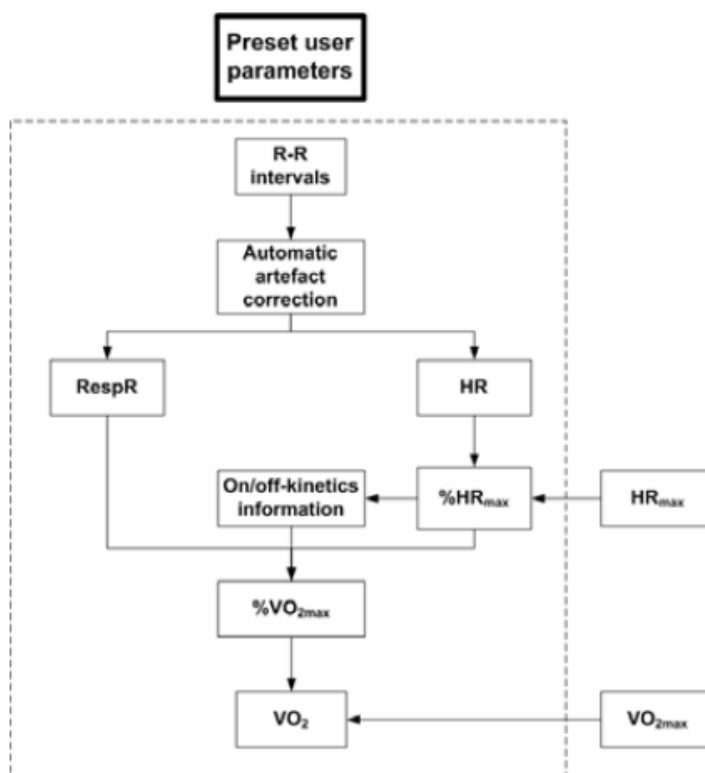 Preset user
parameters
R-R
intervals
Automatic
artefact
correction
RespR
HR
On/off-kinetics
information
%HRmax
HRmax
%VO2max
VO2
VO2max